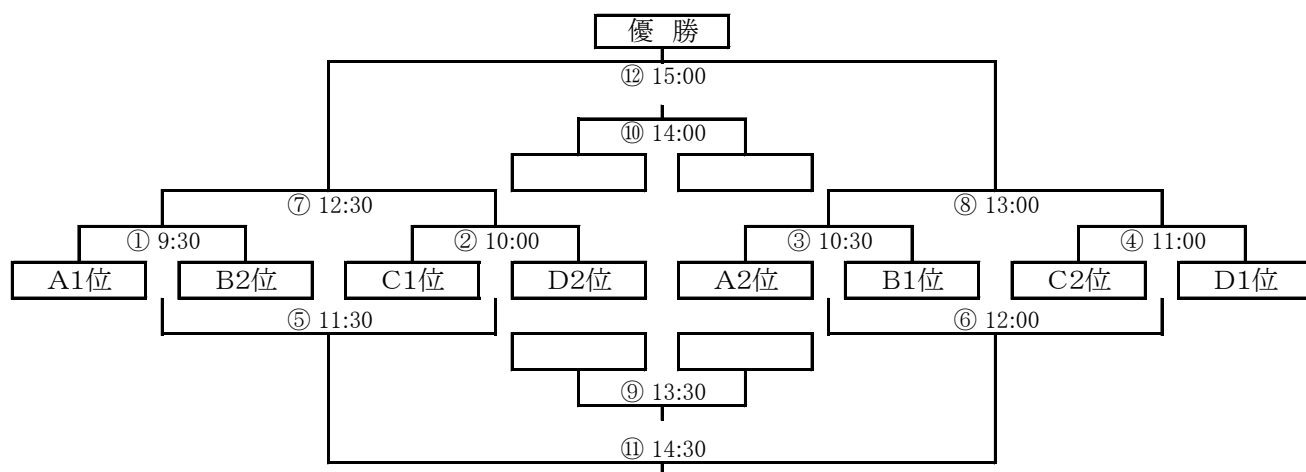 優 勝
⑫ 15:00
⑩ 14:00
⑦ 12:30
⑧ 13:00
① 9:30
② 10:00
③ 10:30
④ 11:00
A1位
B2位
C1位
D2位
A2位
B1位
C2位
D1位
⑤ 11:30
⑥ 12:00
⑨ 13:30
⑪ 14:30